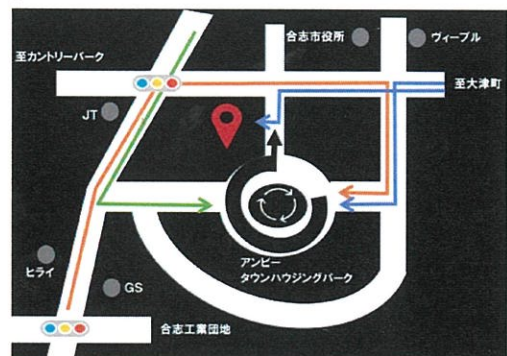 合志市役所
ヴィーブル
至カントリーパーク
至大津町
JT
アンビー
タウンハウジングパーク
ヒライ
GS
合志工業団地